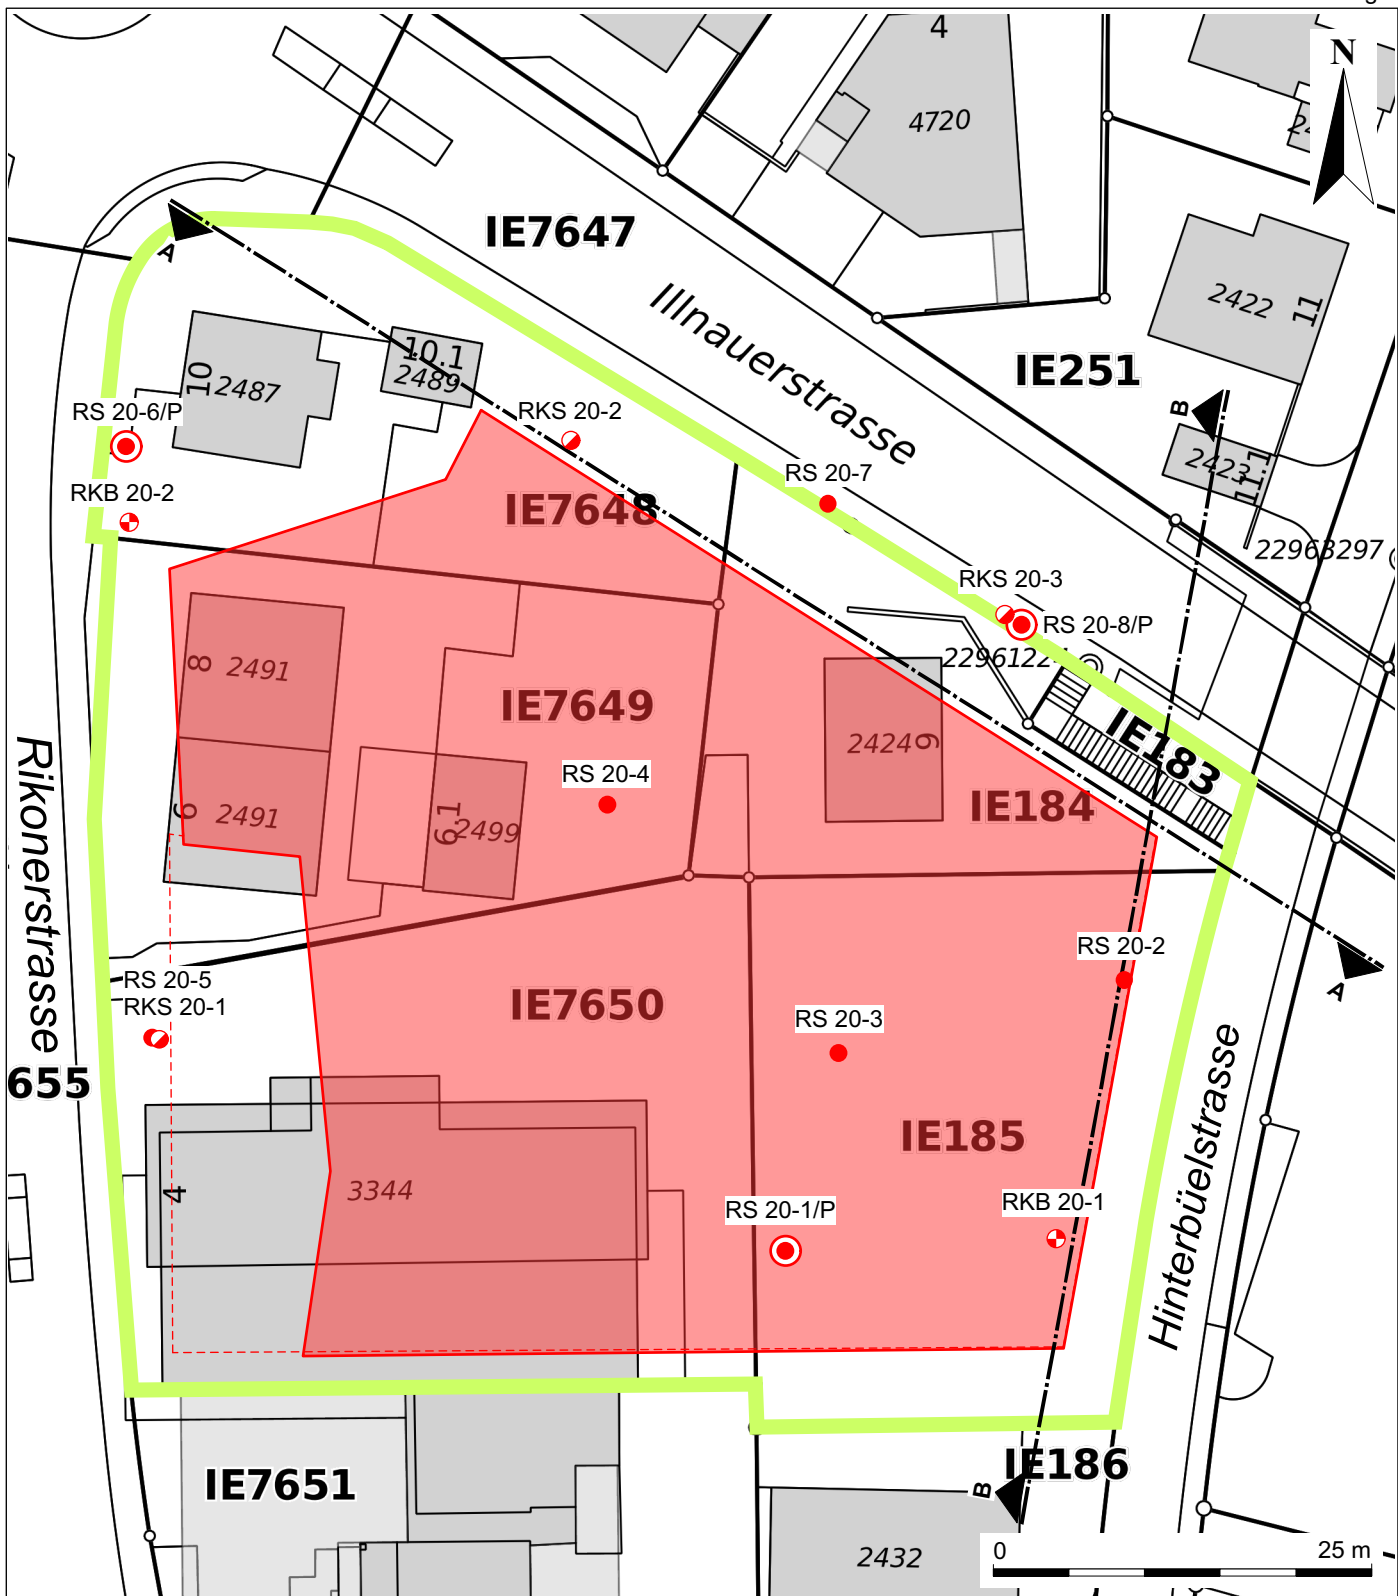 4
N
4720
IE7647
Illnauerstrasse
2422
11
IE251
A
10
2487
10.1
2489
B
2423
11.1
RS 20-6/P
RKS 20-2
RKB 20-2
RS 20-7
IE7648
22963297
RKS 20-3
RS 20-8/P
8
2491
IE7649
2424
9
IE183
Rikonerstrasse
RS 20-4
6
2491
6.1
2499
IE184
RS 20-2
A
RS 20-5
RKS 20-1
IE7650
RS 20-3
655
Hinterbüelstrasse
IE185
4
3344
RS 20-1/P
RKB 20-1
IE7651
IE186
B
2432
0
25 m